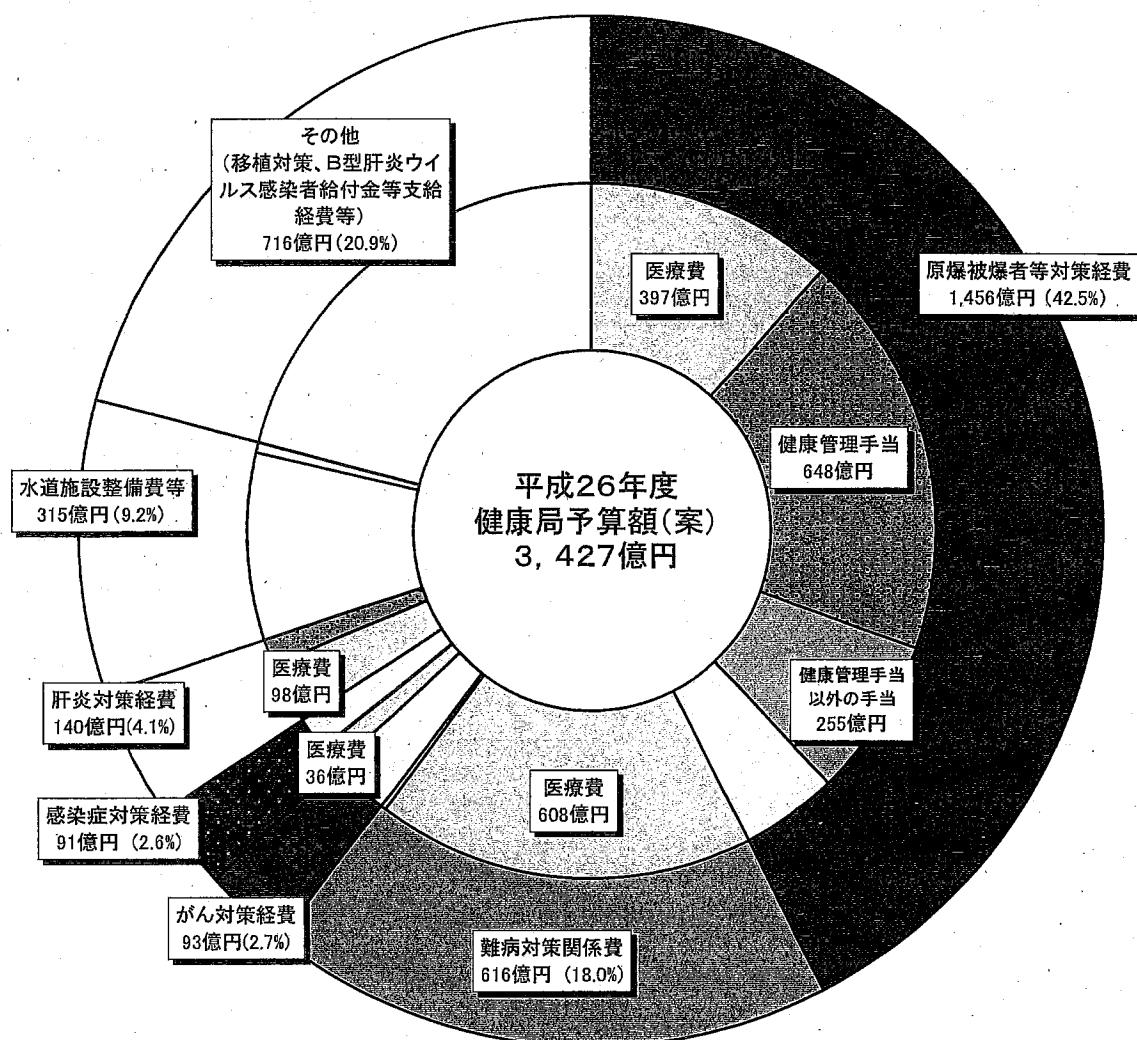 その他
（移植対策、B型肝炎ウイ
ルス感染者給付金等支給
経費等）
716億円（20.9%）
医療費
397億円
原爆被爆者等対策経費
1,456億円（42.5%）
健康管理手当
648億円
水道施設整備費等
315億円（9.2%）
平成26年度
健康局予算額（案）
3，427億円
健康管理手当
以外の手当
255億円
医療費
98億円
肝炎対策経費
140億円（4.1%）
医療費
36億円
医療費
608億円
感染症対策経費
91億円（2.6%）
がん対策経費
93億円（2.7%）
難病対策関係費
616億円（18.0%）